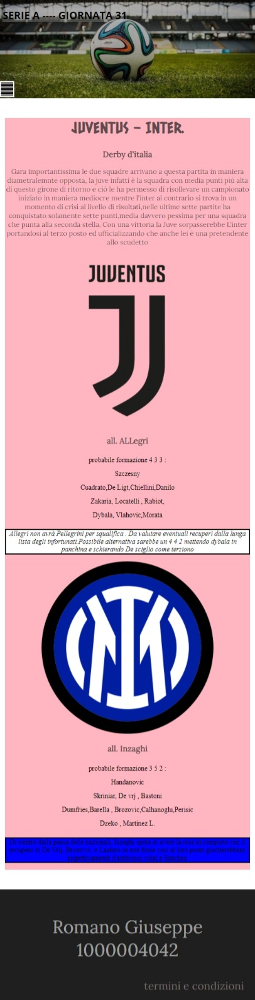 SERIE A ---- GIORNATA 31
JUVENTUS - INTER.
Derby d'italia
Gara importantissima le due squadre arrivano a questa partita in maniera
diametralemnte opposta, la juve infatti è la squadra con media punti più alta
di questo girone di ritorno e ciò le ha permesso di risollevare un campionato
iniziato in maniera mediocre mentre l'inter al contrario si trova in un
momento di crisi al livello di risultati,nelle ultime sette partite ha
conquistato solamente sette punti,media davvero pessima per una squadra
che punta alla seconda stella. Con una vittoria la Juve sorpasserebbe L'inter
portandosi al terzo posto ed ufficializzando che anche lei è una pretendente
allo scudetto
JUVENTUS
all. ALLegri
probabile formazione 4 3 3 :
Szczesny
Cuadrato,De Ligt,Chiellini,Danilo
Zakaria, Locatelli , Rabiot,
Dybala, Vlahovic,Morata
Allegri non avrà Pellegrini per squalifica . Da valutare eventuali recuperi dalla lunga
lista degli infortunati.Possibile alternativa sarebbe un 4 4 2 mettendo dybala in
panchina e schierando De sciglio come terziono
all. Inzaghi
probabile formazione 3 5 2 :
Handanovic
Skriniar, De vrj , Bastoni
Dumfries,Barella , Brozovic,Calhanoglu,Perisic
Dzeko , Martinez L.
Di rientro dalla pausa delle nazionali, Inzaghi spera di avere la rosa al completo con il
recupero di De Vrij, Brozovic e Lautaro se non fosse così al loro posto giocherebbero
rispettivamente d'ambrosio vidal e Sanchez
Romano Giuseppe
1000004042
termini e condizioni